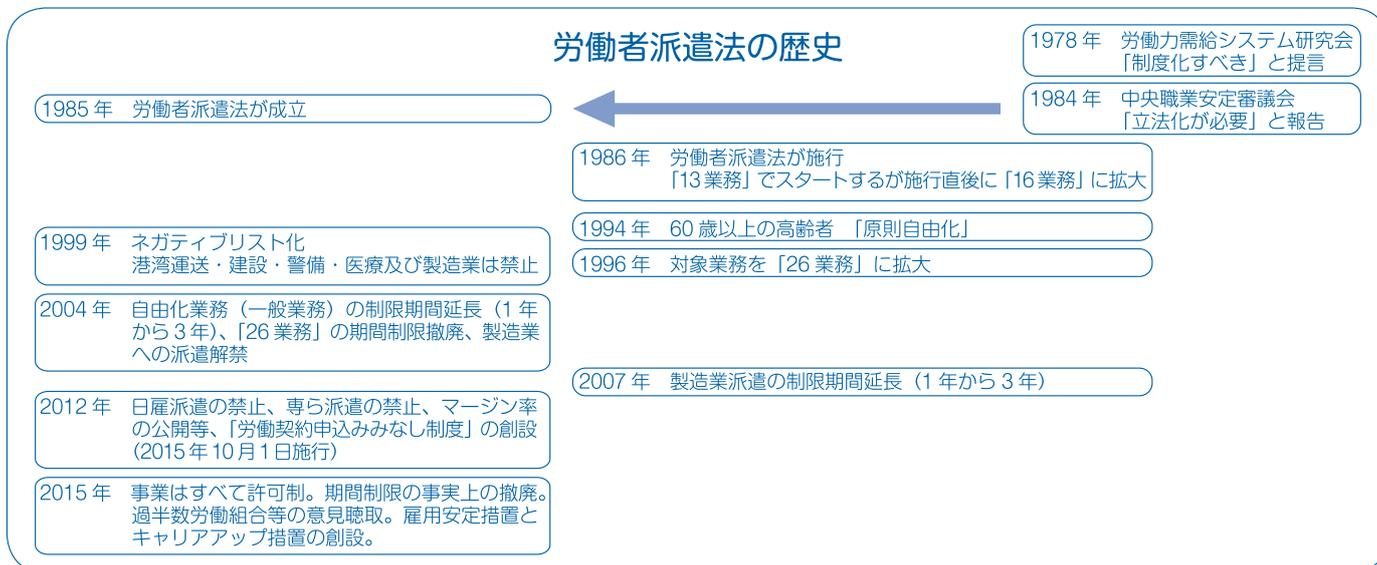 労働者派遣法の歴史
1978年 労働力需給システム研究会
「制度化すべき」と提言
1984年 中央職業安定審議会
「立法化が必要」と報告
1985年 労働者派遣法が成立
1986年 労働者派遣法が施行
「13業務」でスタートするが施行直後に「16業務」に拡大
1994年 60歳以上の高齢者 「原則自由化」
1996年 対象業務を「26業務」に拡大
1999年 ネガティブリスト化
港湾運送・建設・警備・医療及び製造業は禁止
2004年 自由化業務（一般業務）の制限期間延長（1年
から3年）、「26業務」の期間制限撤廃、製造業
への派遣解禁
2007年 製造業派遣の制限期間延長（1年から3年）
2012年 日雇派遣の禁止、専ら派遣の禁止、マージン率
の公開等、「労働契約申込みみなし制度」の創設
（2015年10月1日施行）
2015年 事業はすべて許可制。期間制限の事実上の撤廃。
過半数労働組合等の意見聴取。雇用安定措置と
キャリアアップ措置の創設。